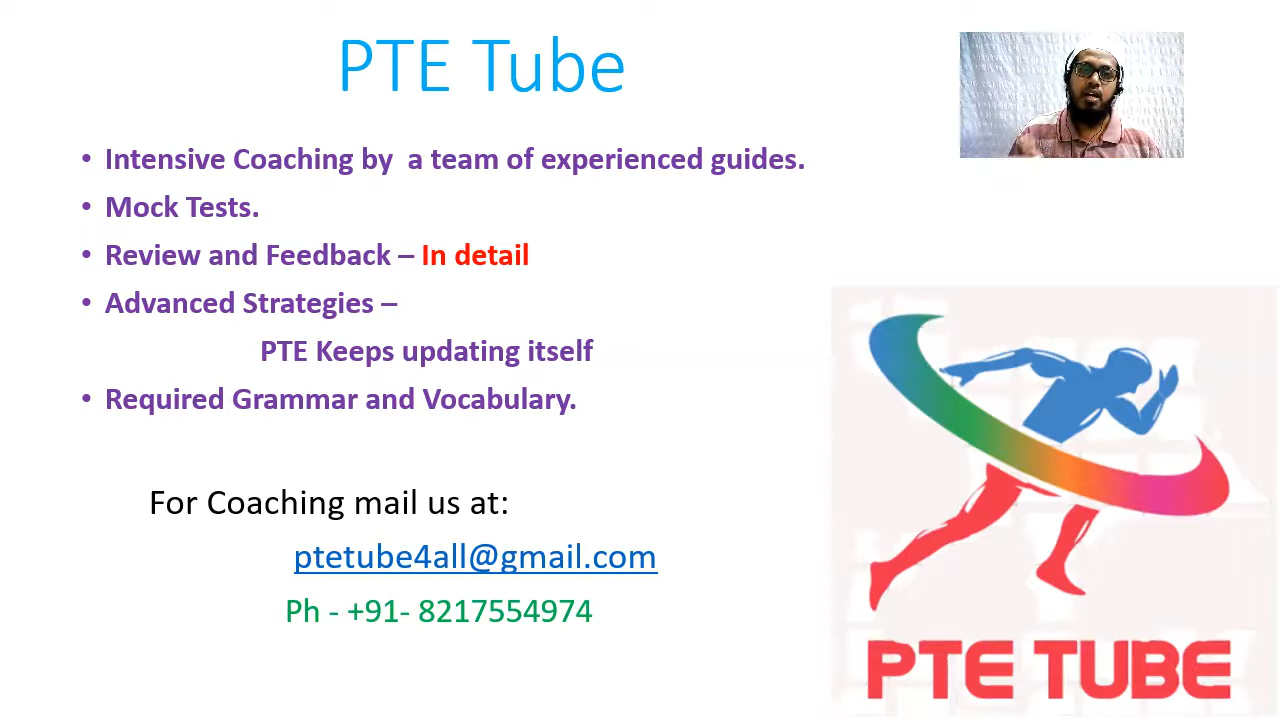 PTE Tube
• Intensive Coaching by a team of experienced guides.
• Mock Tests.
• Review and Feedback – In detail
• Advanced Strategies –
PTE Keeps updating itself
• Required Grammar and Vocabulary.
For Coaching mail us at:
ptetube4all@gmail.com
Ph - +91- 8217554974
PTE TUBE